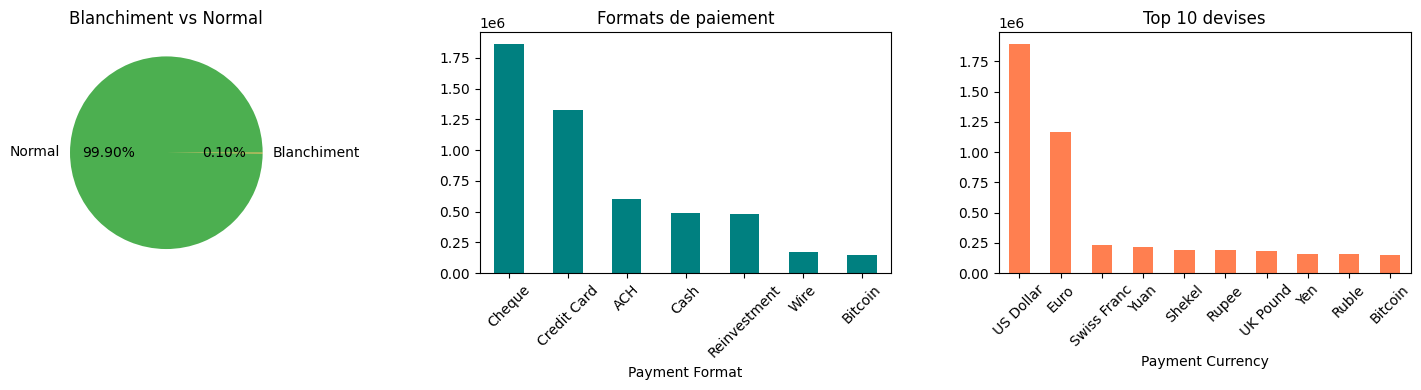 Blanchiment vs Normal
Normal
99.90%
0.10%
Blanchiment
Formats de paiement
1e6
1.75
1.50
1.25
1.00
0.75
0.50
0.25
0.00
Cheque
Credit Card
ACH
Cash
Reinvestment
Wire
Bitcoin
Payment Format
Top 10 devises
1e6
1.75
1.50
1.25
1.00
0.75
0.50
0.25
0.00
US Dollar
Euro
Swiss Franc
Yuan
Shekel
Rupee
UK Pound
Yen
Ruble
Bitcoin
Payment Currency